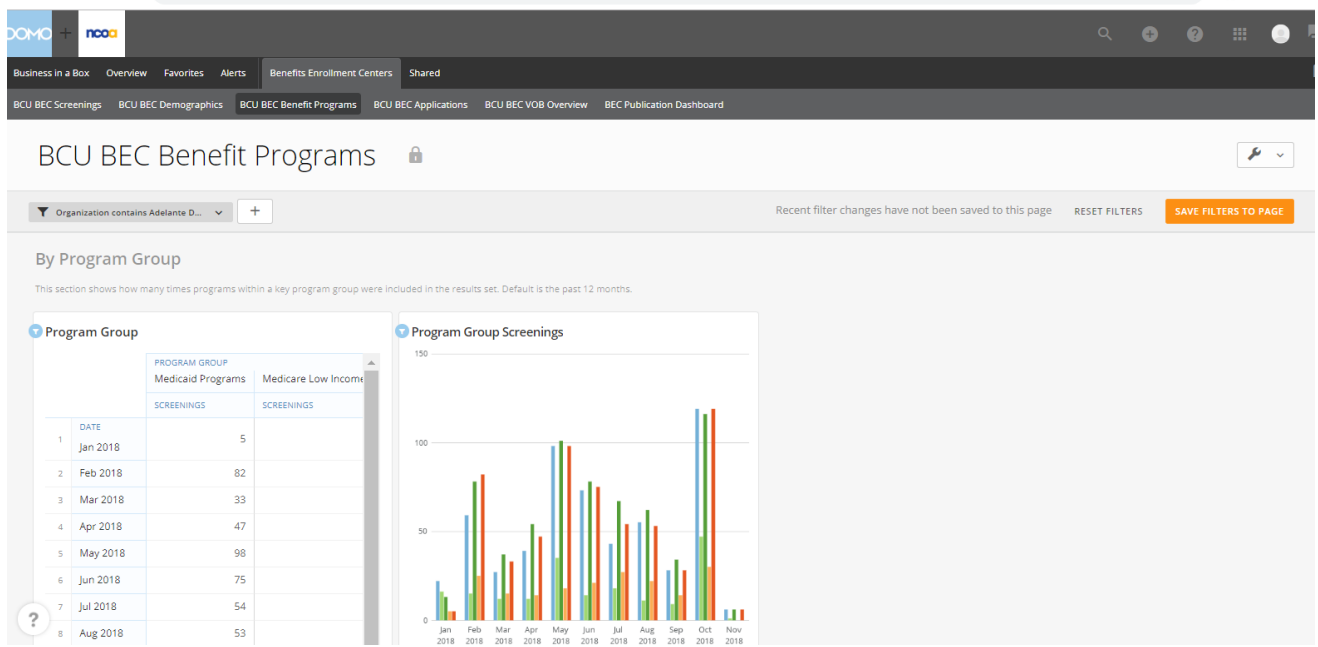 DOMO + ncoa
Business in a Box Overview Favorites Alerts Benefits Enrollment Centers Shared
BCU BEC Screenings BCU BEC Demographics BCU BEC Benefit Programs BCU BEC Applications BCU BEC VOB Overview BEC Publication Dashboard
BCU BEC Benefit Programs
Organization contains Adelante D... + Recent filter changes have not been saved to this page RESET FILTERS SAVE FILTERS TO PAGE
By Program Group
This section shows how many times programs within a key program group were included in the results set. Default is the past 12 months.
Program Group
PROGRAM GROUP
Medicaid Programs Medicare Low Income
SCREENINGS SCREENINGS
DATE
1 Jan 2018 5
2 Feb 2018 82
3 Mar 2018 33
4 Apr 2018 47
5 May 2018 98
6 Jun 2018 75
7 Jul 2018 54
8 Aug 2018 53
?
Program Group Screenings
150
100
50
0
Jan Feb Mar Apr May Jun Jul Aug Sep Oct Nov
2018 2018 2018 2018 2018 2018 2018 2018 2018 2018 2018